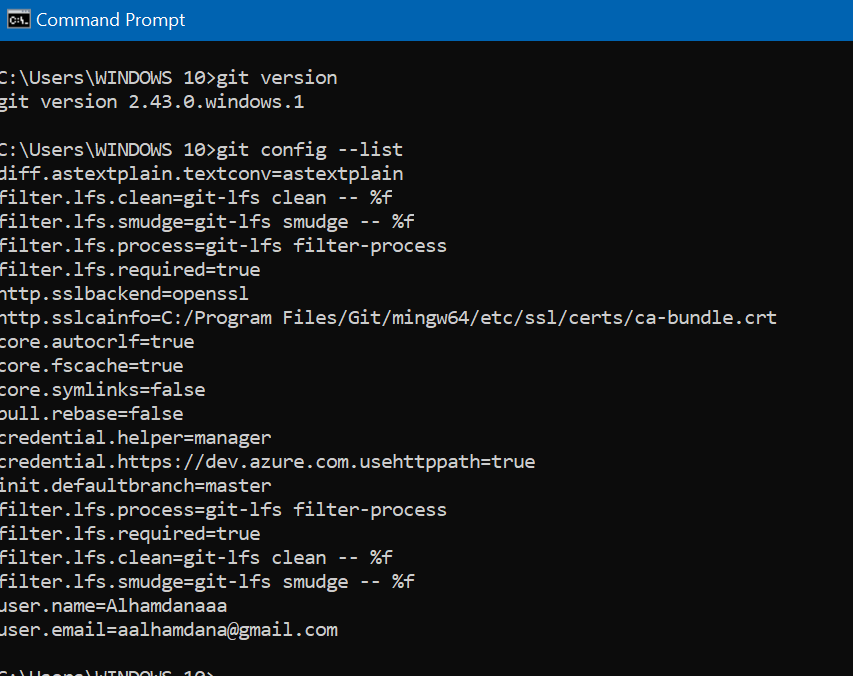 Command Prompt
C:\Users\WINDOWS 10>git version
git version 2.43.0.windows.1
C:\Users\WINDOWS 10>git config --list
diff.astextplain.textconv=astextplain
filter.lfs.clean=git-lfs clean -- %f
filter.lfs.smudge=git-lfs smudge -- %f
filter.lfs.process=git-lfs filter-process
filter.lfs.required=true
http.sslbackend=openssl
http.sslcainfo=C:/Program Files/Git/mingw64/etc/ssl/certs/ca-bundle.crt
core.autocrlf=true
core.fscache=true
core.symlinks=false
pull.rebase=false
credential.helper=manager
credential.https://dev.azure.com.usehttppath=true
init.defaultbranch=master
filter.lfs.process=git-lfs filter-process
filter.lfs.required=true
filter.lfs.clean=git-lfs clean -- %f
filter.lfs.smudge=git-lfs smudge -- %f
user.name=Alhamdanaaa
user.email=aalhamdana@gmail.com
C:\Users\WINDOWS 10>